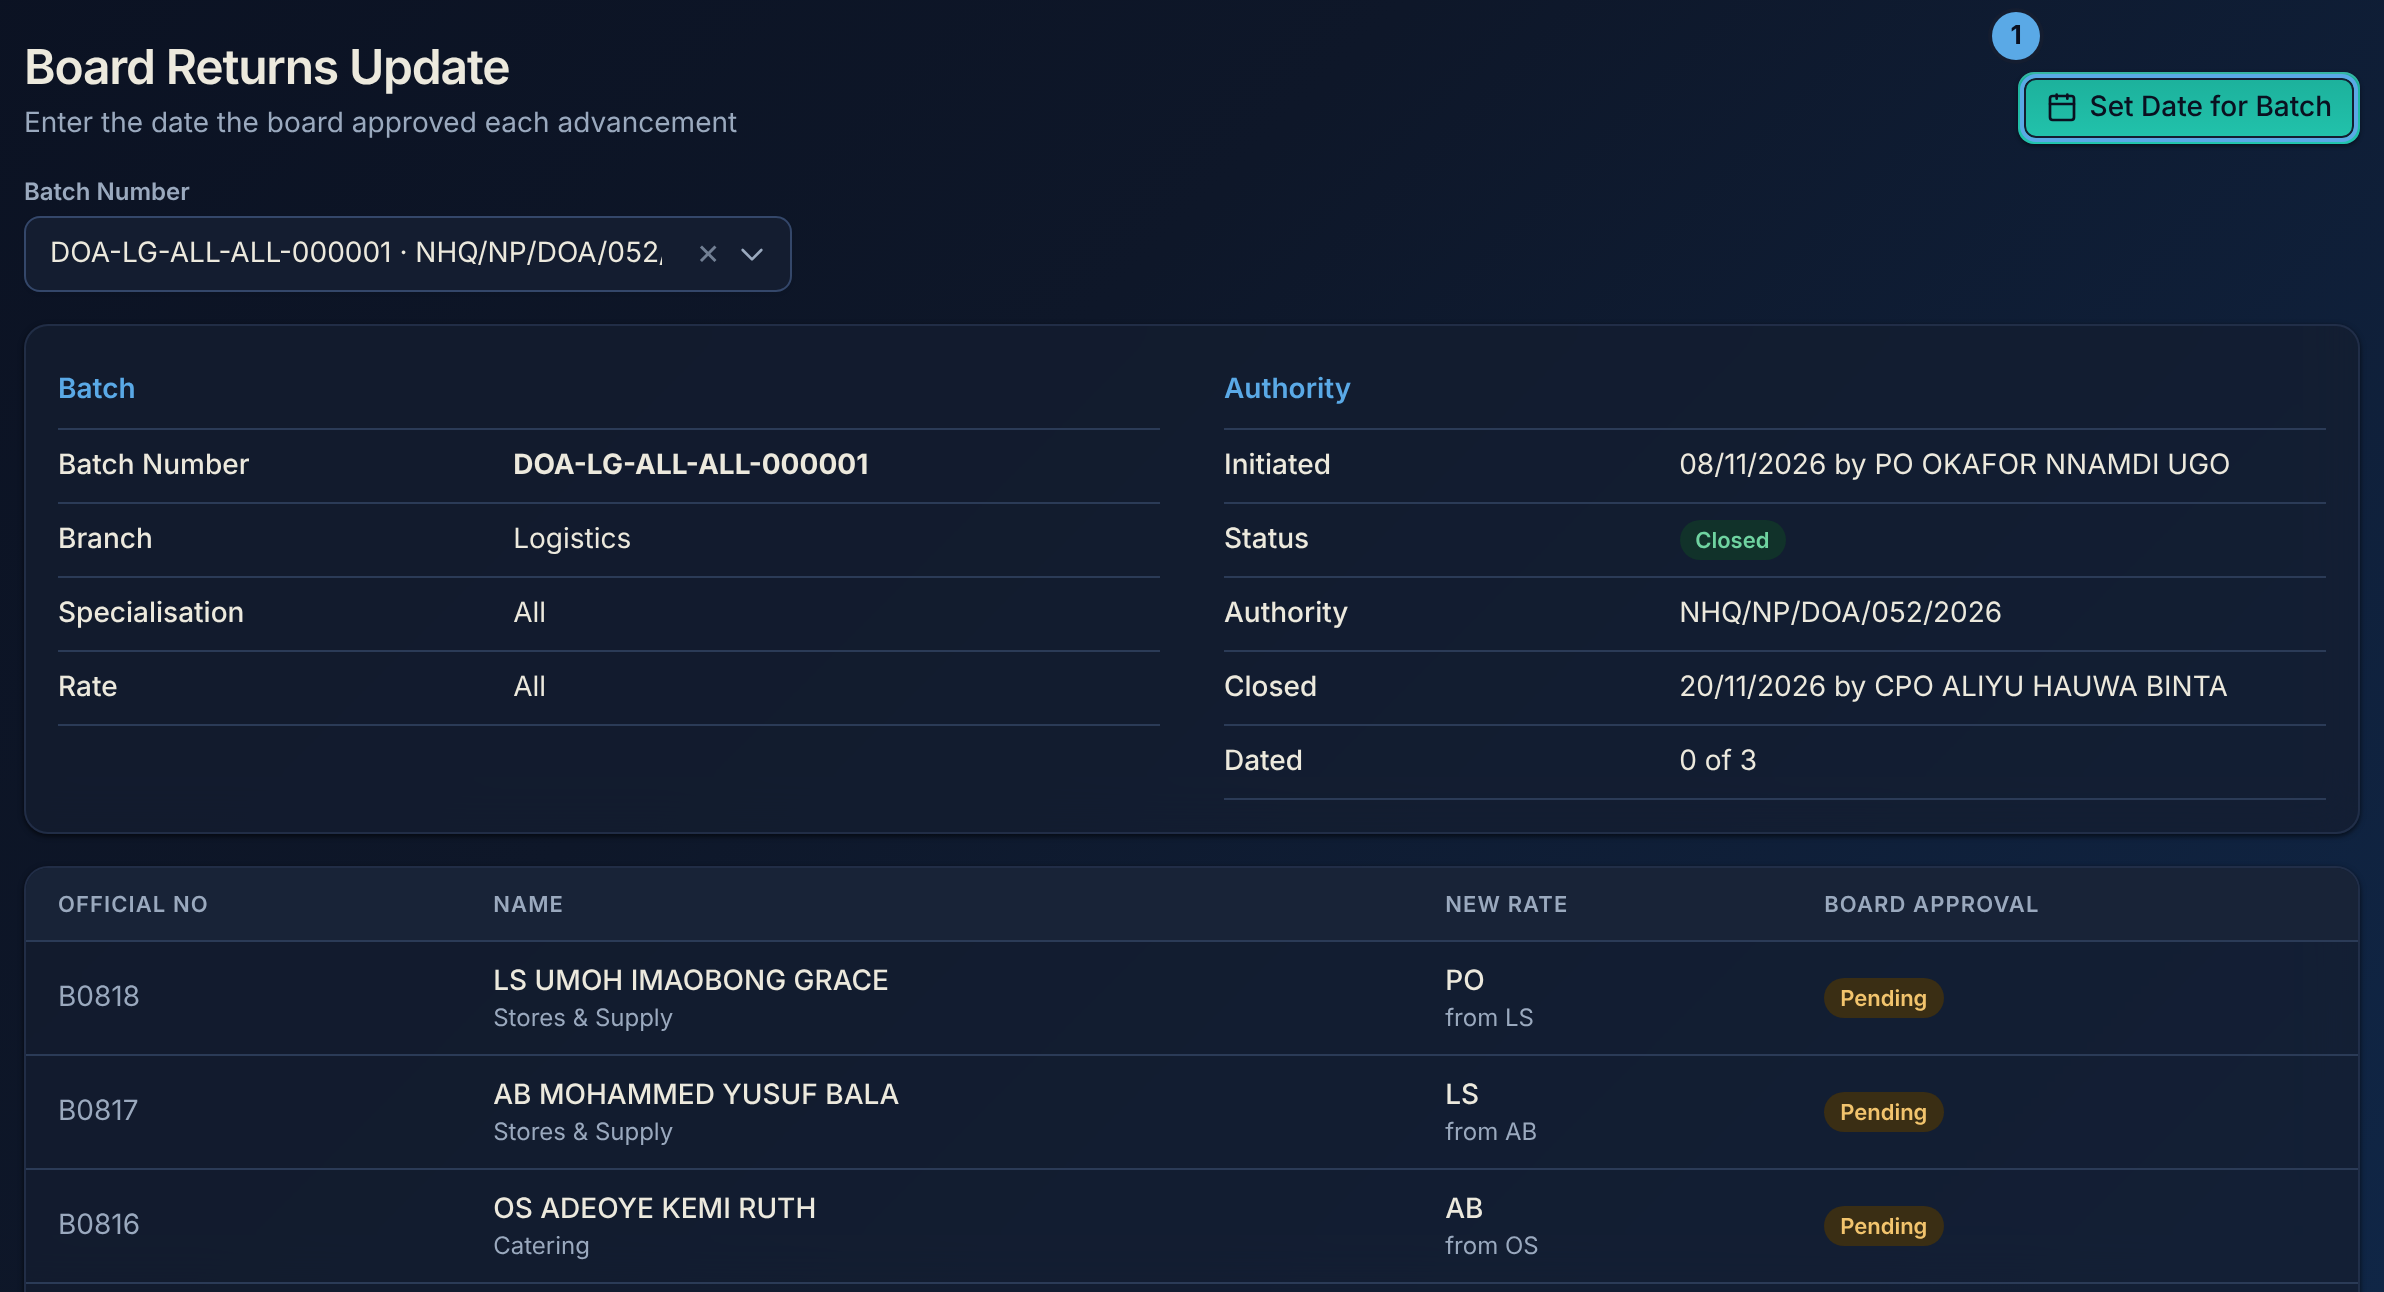 1
Board Returns Update
Set Date for Batch
Enter the date the board approved each advancement
Batch Number
DOA-LG-ALL-ALL-000001 · NHQ/NP/DOA/052,
Batch
Batch Number DOA-LG-ALL-ALL-000001
Branch Logistics
Specialisation All
Rate All
Authority
Initiated 08/11/2026 by PO OKAFOR NNAMDI UGO
Status Closed
Authority NHQ/NP/DOA/052/2026
Closed 20/11/2026 by CPO ALIYU HAUWA BINTA
Dated 0 of 3
OFFICIAL NO NAME NEW RATE BOARD APPROVAL
B0818 LS UMOH IMAOBONG GRACE PO Pending
Stores & Supply from LS
B0817 AB MOHAMMED YUSUF BALA LS Pending
Stores & Supply from AB
B0816 OS ADEOYE KEMI RUTH AB Pending
Catering from OS